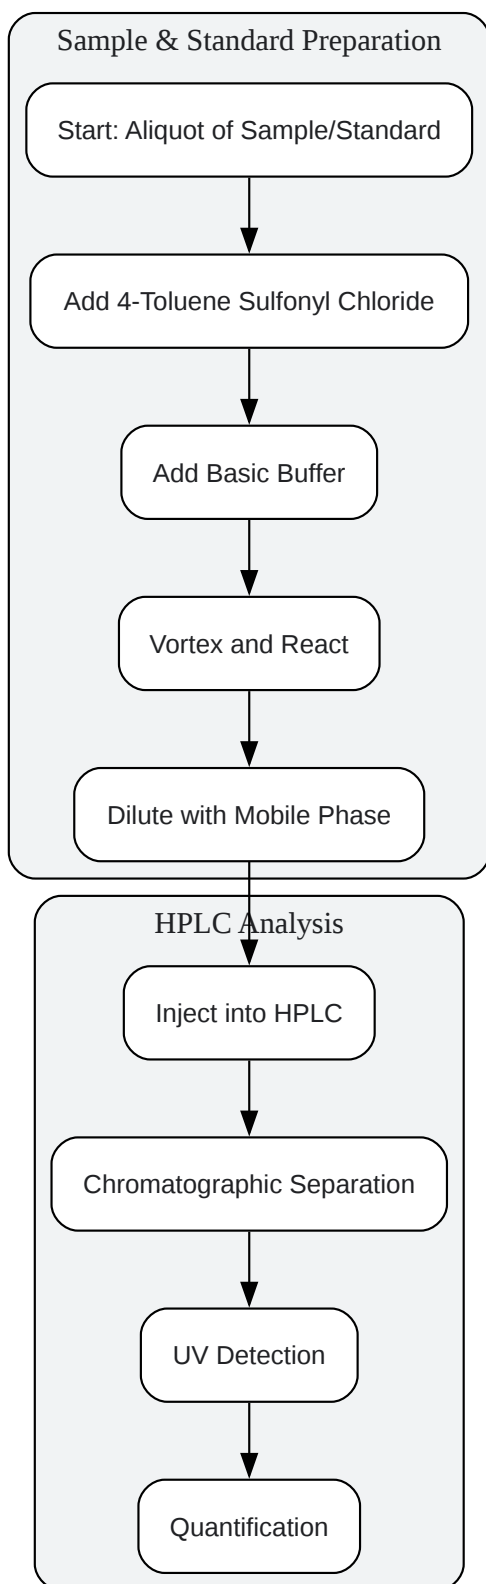 Sample & Standard Preparation
Start: Aliquot of Sample/Standard
Add 4-Toluene Sulfonyl Chloride
Add Basic Buffer
Vortex and React
Dilute with Mobile Phase
HPLC Analysis
Inject into HPLC
Chromatographic Separation
UV Detection
Quantification